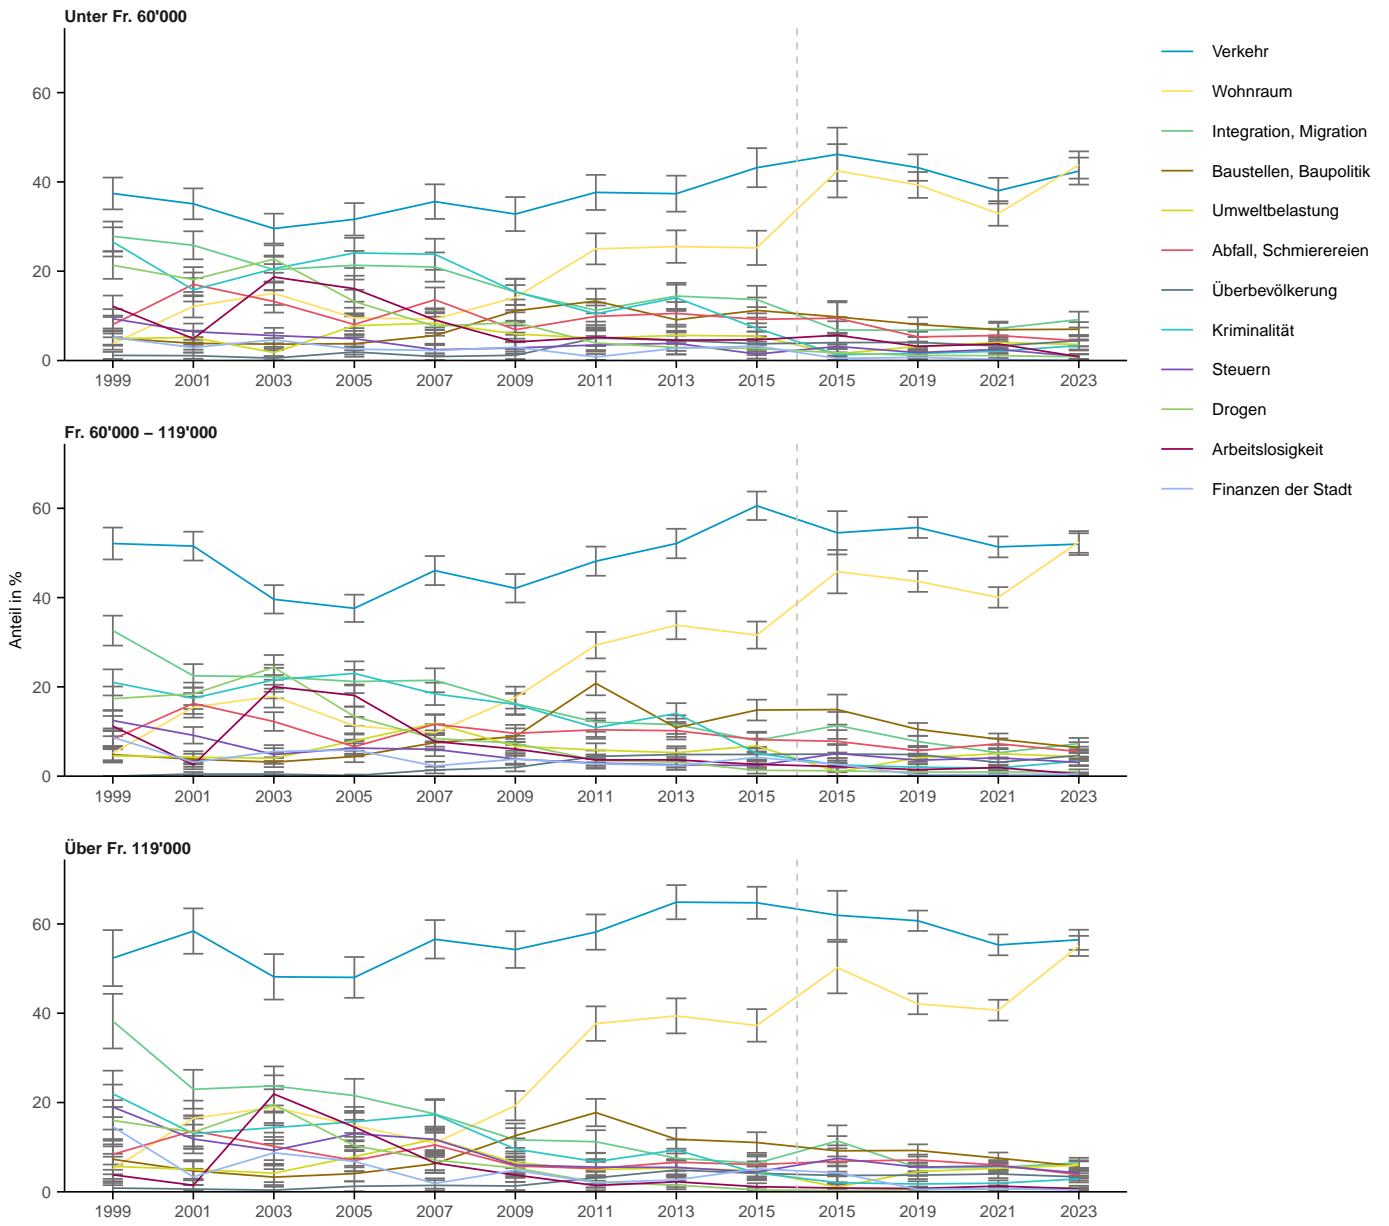 Unter Fr. 60'000
60
40
20
0
1999 2001 2003 2005 2007 2009 2011 2013 2015 2015 2019 2021 2023
Verkehr
Wohnraum
Integration, Migration
Baustellen, Baupolitik
Umweltbelastung
Abfall, Schmierereien
Überbevölkerung
Kriminalität
Steuern
Drogen
Arbeitslosigkeit
Finanzen der Stadt
Fr. 60'000 – 119'000
Anteil in %
60
40
20
0
1999 2001 2003 2005 2007 2009 2011 2013 2015 2015 2019 2021 2023
Über Fr. 119'000
60
40
20
0
1999 2001 2003 2005 2007 2009 2011 2013 2015 2015 2019 2021 2023